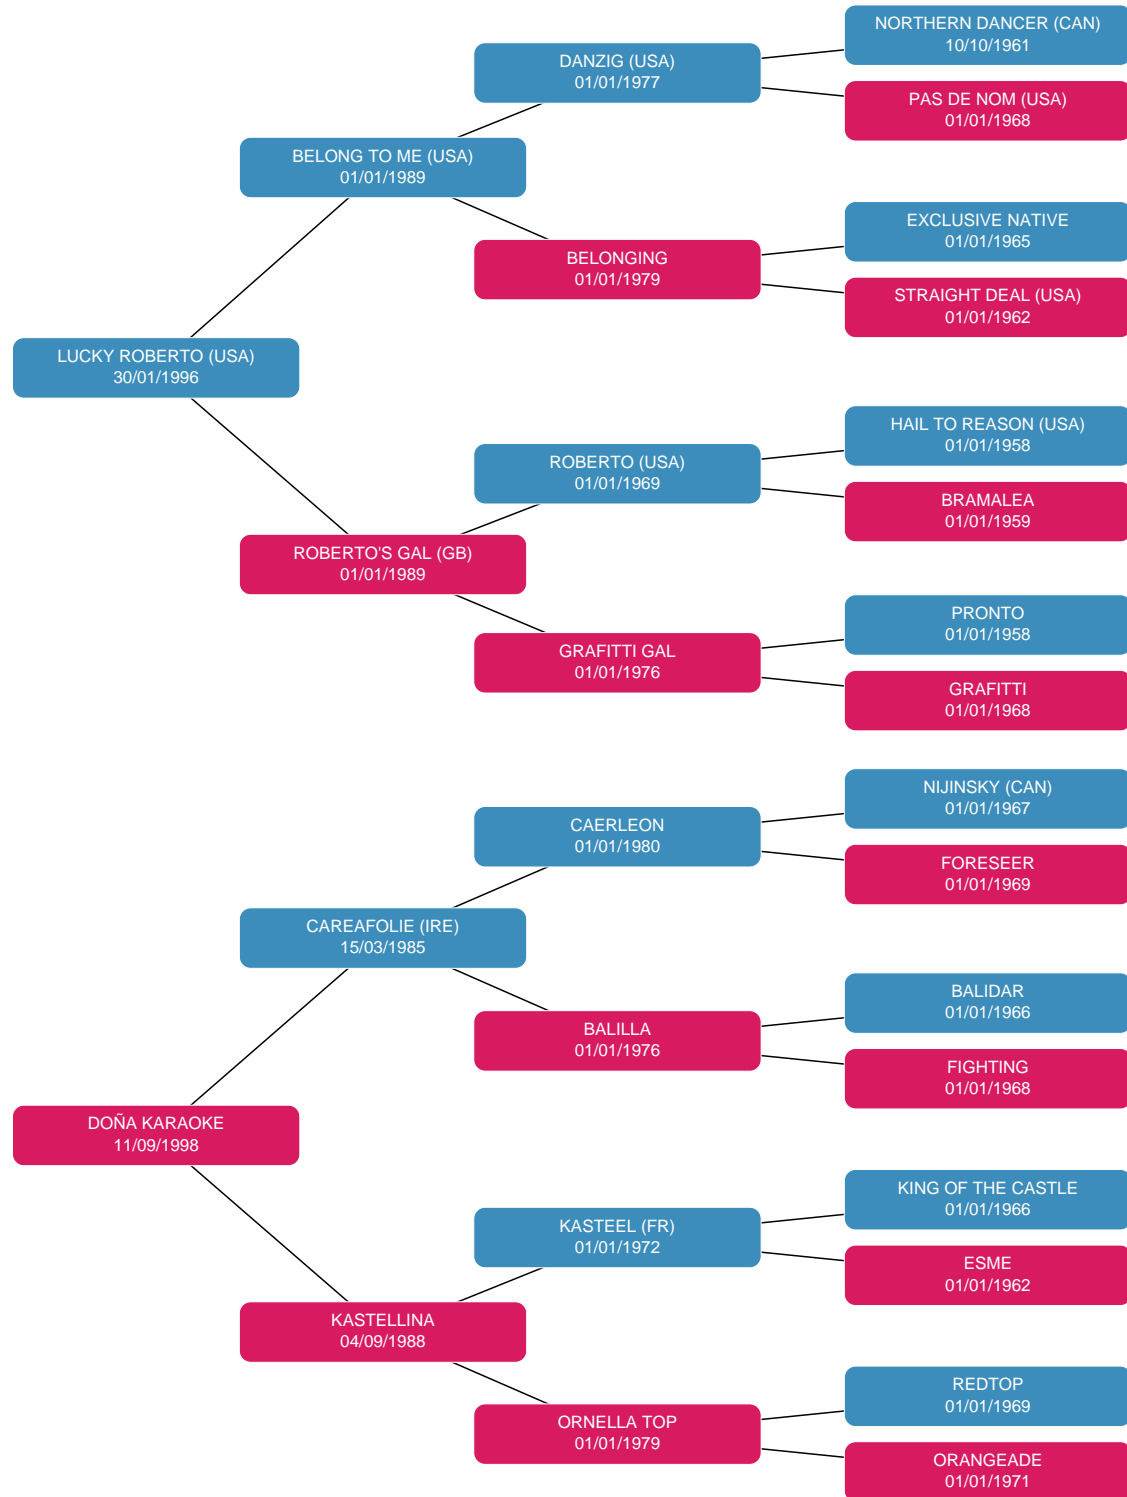 NORTHERN DANCER (CAN)
10/10/1961
DANZIG (USA)
01/01/1977
PAS DE NOM (USA)
01/01/1968
BELONG TO ME (USA)
01/01/1989
EXCLUSIVE NATIVE
01/01/1965
BELONGING
01/01/1979
STRAIGHT DEAL (USA)
01/01/1962
LUCKY ROBERTO (USA)
30/01/1996
HAIL TO REASON (USA)
01/01/1958
ROBERTO (USA)
01/01/1969
BRAMALEA
01/01/1959
ROBERTO'S GAL (GB)
01/01/1989
PRONTO
01/01/1958
GRAFITTI GAL
01/01/1976
GRAFITTI
01/01/1968
NIJINSKY (CAN)
01/01/1967
CAERLEON
01/01/1980
FORESEER
01/01/1969
CAREAFOLIE (IRE)
15/03/1985
BALIDAR
01/01/1966
BALILLA
01/01/1976
FIGHTING
01/01/1968
DOÑA KARAOKE
11/09/1998
KING OF THE CASTLE
01/01/1966
KASTEEL (FR)
01/01/1972
ESME
01/01/1962
KASTELLINA
04/09/1988
REDTOP
01/01/1969
ORNELLA TOP
01/01/1979
ORANGEADE
01/01/1971